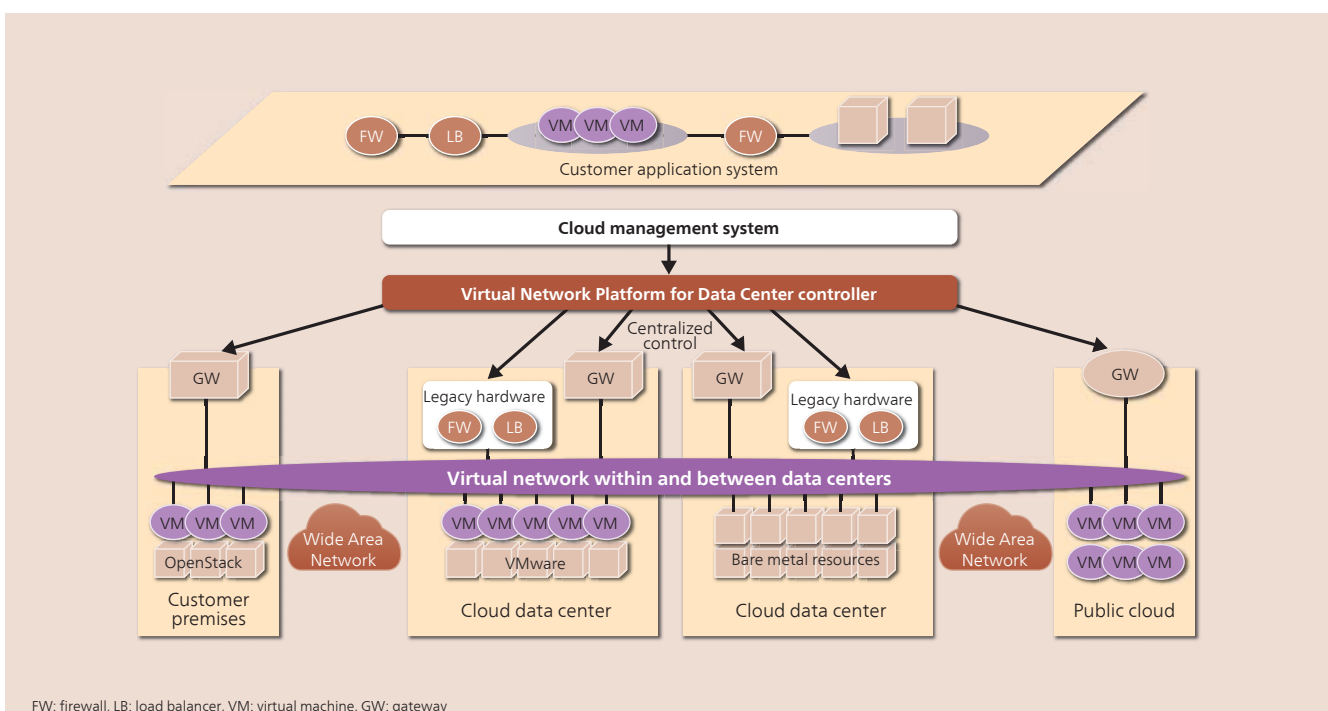 FW
LB
VM
VM
VM
FW
Customer application system
Cloud management system
Virtual Network Platform for Data Center controller
Centralized
control
GW
GW
GW
GW
Legacy hardware
FW
LB
Legacy hardware
FW
LB
Virtual network within and between data centers
VM
VM
VM
VM
VM
VM
VM
VM
VM
VM
VM
OpenStack
Wide Area
Network
VMware
Bare metal resources
Wide Area
Network
VM
VM
VM
Customer
premises
Cloud data center
Cloud data center
Public cloud
FW: firewall, LB: load balancer, VM: virtual machine, GW: gateway